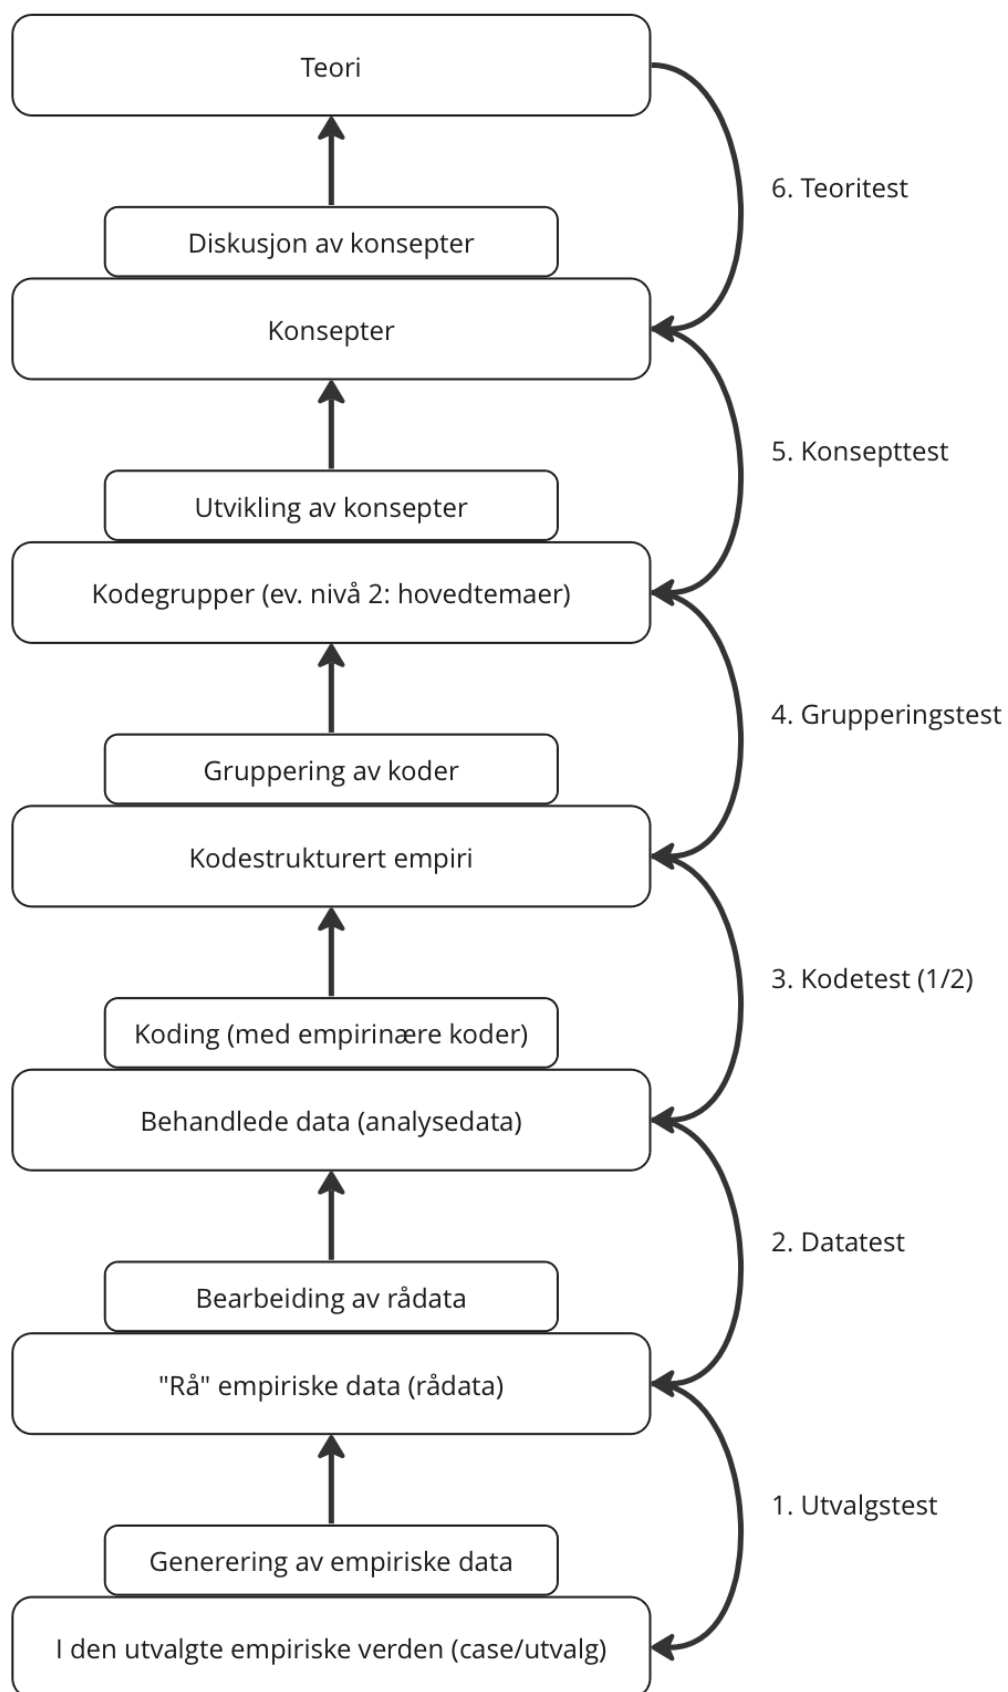 Teori
6. Teoritest
Diskusjon av konsepter
Konsepter
5. Konsepttest
Utvikling av konsepter
Kodegrupper (ev. nivå 2: hovedtemaer)
4. Grupperingstest
Gruppering av koder
Kodestrukturert empiri
3. Kodetest (1/2)
Koding (med empirinære koder)
Behandlede data (analysedata)
2. Datatest
Bearbeiding av rådata
"Rå" empiriske data (rådata)
1. Utvalgstest
Generering av empiriske data
I den utvalgte empiriske verden (case/utvalg)